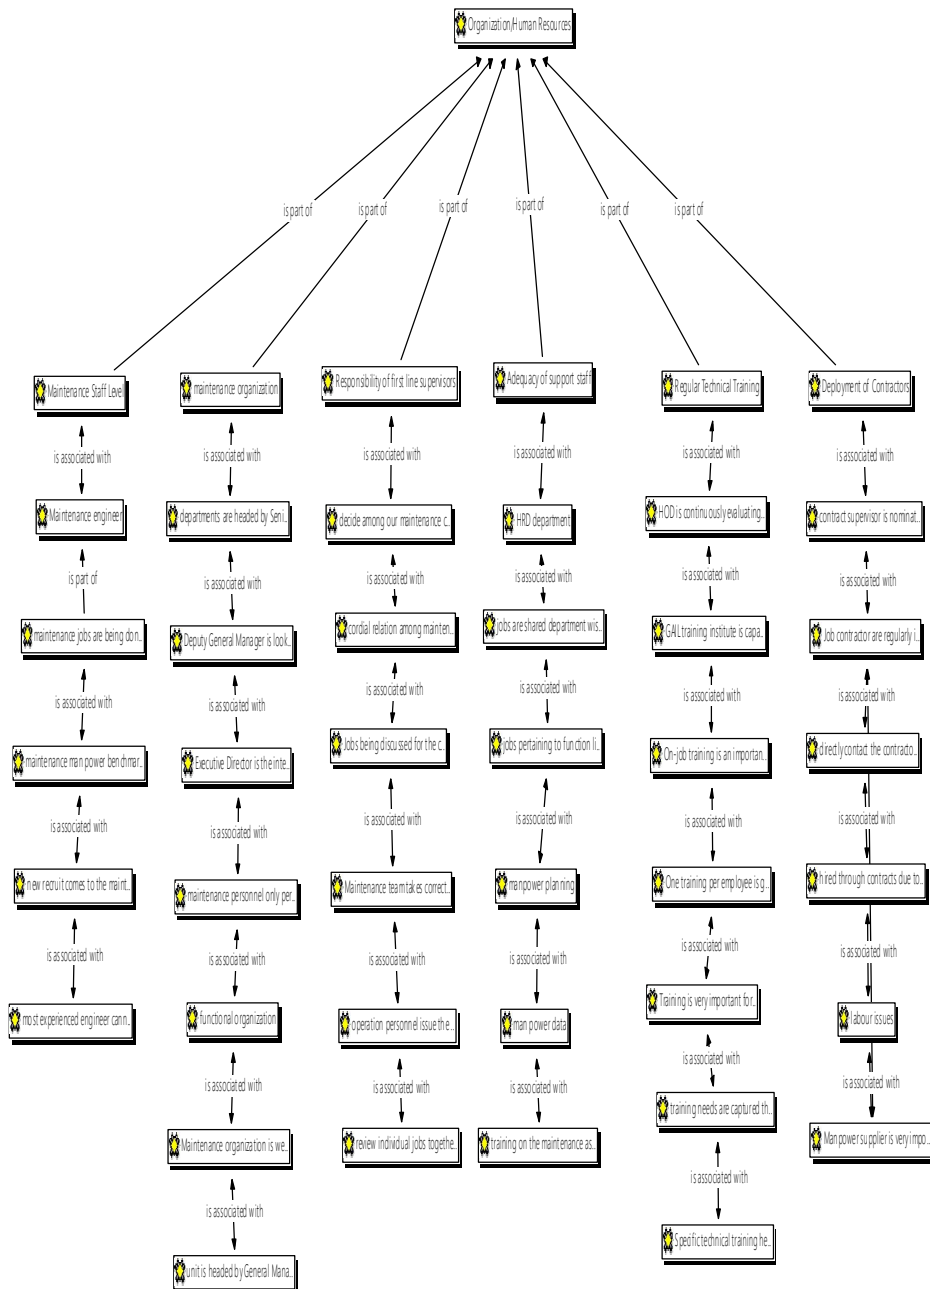 Organization/Human Resources
is part of
is part of
is part of
is part of
is part of
is part of
Maintenance Staff Level
maintenance organization
Responsibility of first line supervisors
Adequacy of support staff
Regular Technical Training
Deployment of Contractors
is associated with
is associated with
is associated with
is associated with
is associated with
is associated with
Maintenance engineer
departments are headed by Seni..
decide among our maintenance c..
HRD department
HOD is continuously evaluating..
contract supervisor is nominat..
is part of
is associated with
is associated with
is associated with
is associated with
is associated with
maintenance jobs are being don..
Deputy General Manager is look..
cordial relation among mainten..
jobs are shared department wis..
GAIL training institute is capa..
Job contractor are regularly i..
is associated with
is associated with
is associated with
is associated with
is associated with
is associated with
maintenance man power benchmar..
Executive Director is the inte..
Jobs being discussed for the c..
jobs pertaining to function li..
On-job training is an importan..
directly contact the contracto..
is associated with
is associated with
is associated with
is associated with
is associated with
is associated with
new recruit comes to the maint..
maintenance personnel only per..
Maintenance team takes correct..
manpower planning
One training per employee is g..
hired through contracts due to..
is associated with
is associated with
is associated with
is associated with
is associated with
is associated with
most experienced engineer cann..
functional organization
operation personnel issue the..
man power data
Training is very important for..
labour issues
is associated with
is associated with
is associated with
is associated with
is associated with
Maintenance organization is we..
review individual jobs togethe..
training on the maintenance as..
training needs are captured th..
Manpower supplier is very impo..
is associated with
is associated with
unit is headed by General Mana..
Specific technical training he..